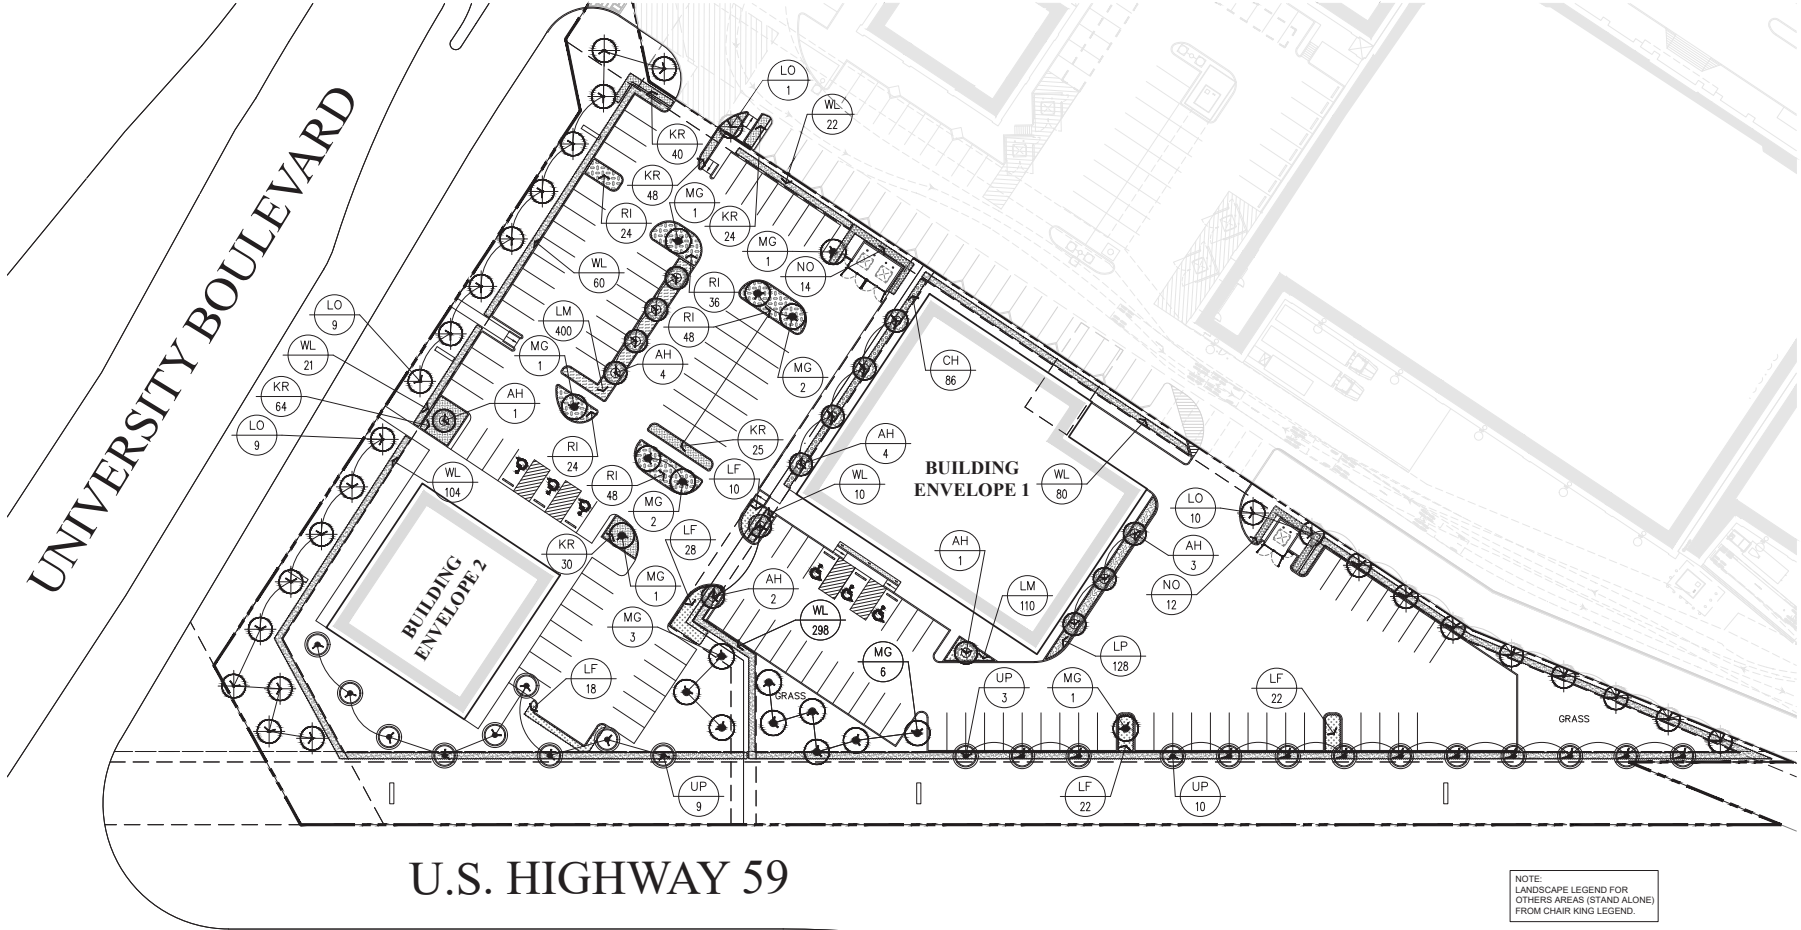 LO
1
WL
22
KR
40
KR
48
MG
1
RI
24
KR
24
MG
1
NO
14
WL
60
RI
36
LO
9
LM
400
RI
48
WL
21
MG
1
AH
4
CH
86
MG
2
KR
64
AH
1
LO
9
KR
25
AH
4
RI
24
LF
10
WL
104
RI
48
WL
10
BUILDING
ENVELOPE 1
WL
80
LO
10
MG
2
LF
28
KR
30
AH
1
AH
3
MG
1
AH
2
LM
110
NO
12
MG
3
WL
298
LP
128
MG
6
LF
18
UP
3
MG
1
LF
22
GRASS
GRASS
UP
9
LF
22
UP
10
UNIVERSITY BOULEVARD
BUILDING
ENVELOPE 2
U.S. HIGHWAY 59
NOTE:
LANDSCAPE LEGEND FOR
OTHERS AREAS (STAND ALONE)
FROM CHAIR KING LEGEND.